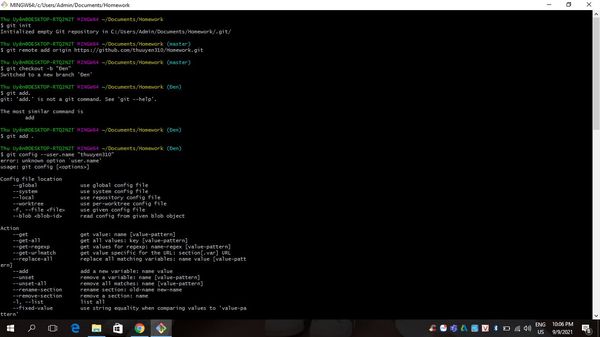 MINGW64:/c/Users/Admin/Documents/Homework
Thu Uyên@DESKTOP-RTQ2N2T MINGW64 ~/Documents/Homework
$ git init
Initialized empty Git repository in C:/Users/Admin/Documents/Homework/.git/
Thu Uyên@DESKTOP-RTQ2N2T MINGW64 ~/Documents/Homework (master)
$ git remote add origin https://github.com/thuuyen310/Homework.git
Thu Uyên@DESKTOP-RTQ2N2T MINGW64 ~/Documents/Homework (master)
$ git checkout -b "Den"
Switched to a new branch 'Den'
Thu Uyên@DESKTOP-RTQ2N2T MINGW64 ~/Documents/Homework (Den)
$ git add.
git: 'add.' is not a git command. See 'git --help'.
The most similar command is
add
Thu Uyên@DESKTOP-RTQ2N2T MINGW64 ~/Documents/Homework (Den)
$ git add .
Thu Uyên@DESKTOP-RTQ2N2T MINGW64 ~/Documents/Homework (Den)
$ git config --user.name "thuuyen310"
error: unknown option `user.name'
usage: git config [<options>]
Config file location
--global use global config file
--system use system config file
--local use repository config file
--worktree use per-worktree config file
-f, --file <file> use given config file
--blob <blob-id> read config from given blob object
Action
--get get value: name [value-pattern]
--get-all get all values: key [value-pattern]
--get-regexp get values for regexp: name-regex [value-pattern]
--get-urlmatch get value specific for the URL: section[.var] URL
--replace-all replace all matching variables: name value [value-patt
ern]
--add add a new variable: name value
--unset remove a variable: name [value-pattern]
--unset-all remove all matches: name [value-pattern]
--rename-section rename section: old-name new-name
--remove-section remove a section: name
-l, --list list all
--fixed-value use string equality when comparing values to 'value-pa
ttern'
ENG
US
10:06 PM
9/9/2021